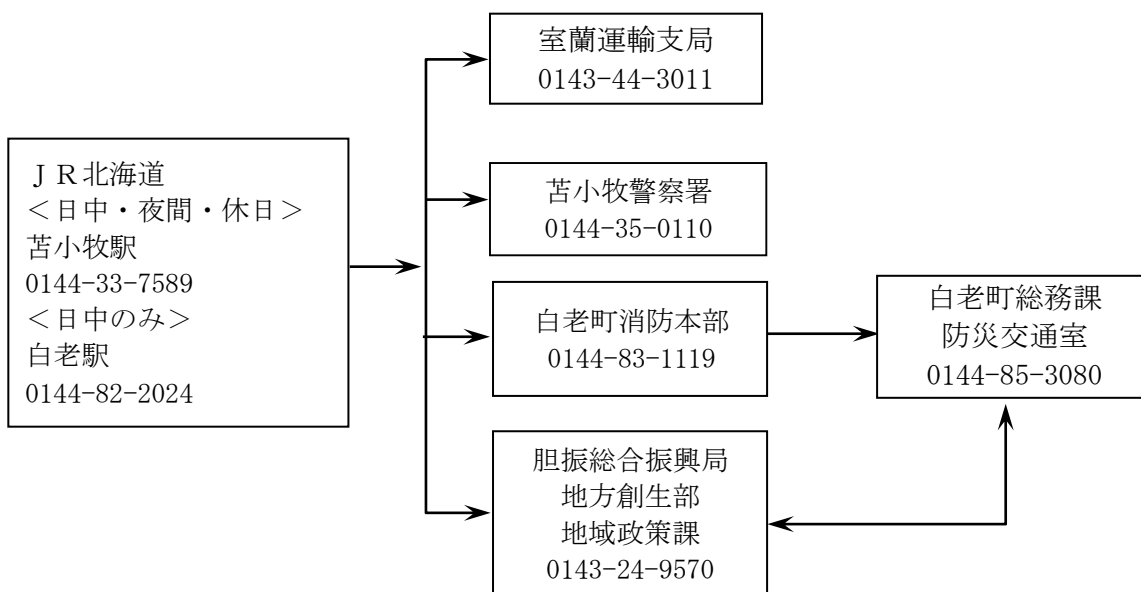 ＪＲ北海道
＜日中・夜間・休日＞
苫小牧駅
0144-33-7589
＜日中のみ＞
白老駅
0144-82-2024
室蘭運輸支局
0143-44-3011
苫小牧警察署
0144-35-0110
白老町消防本部
0144-83-1119
胆振総合振興局
地方創生部
地域政策課
0143-24-9570
白老町総務課
防災交通室
0144-85-3080